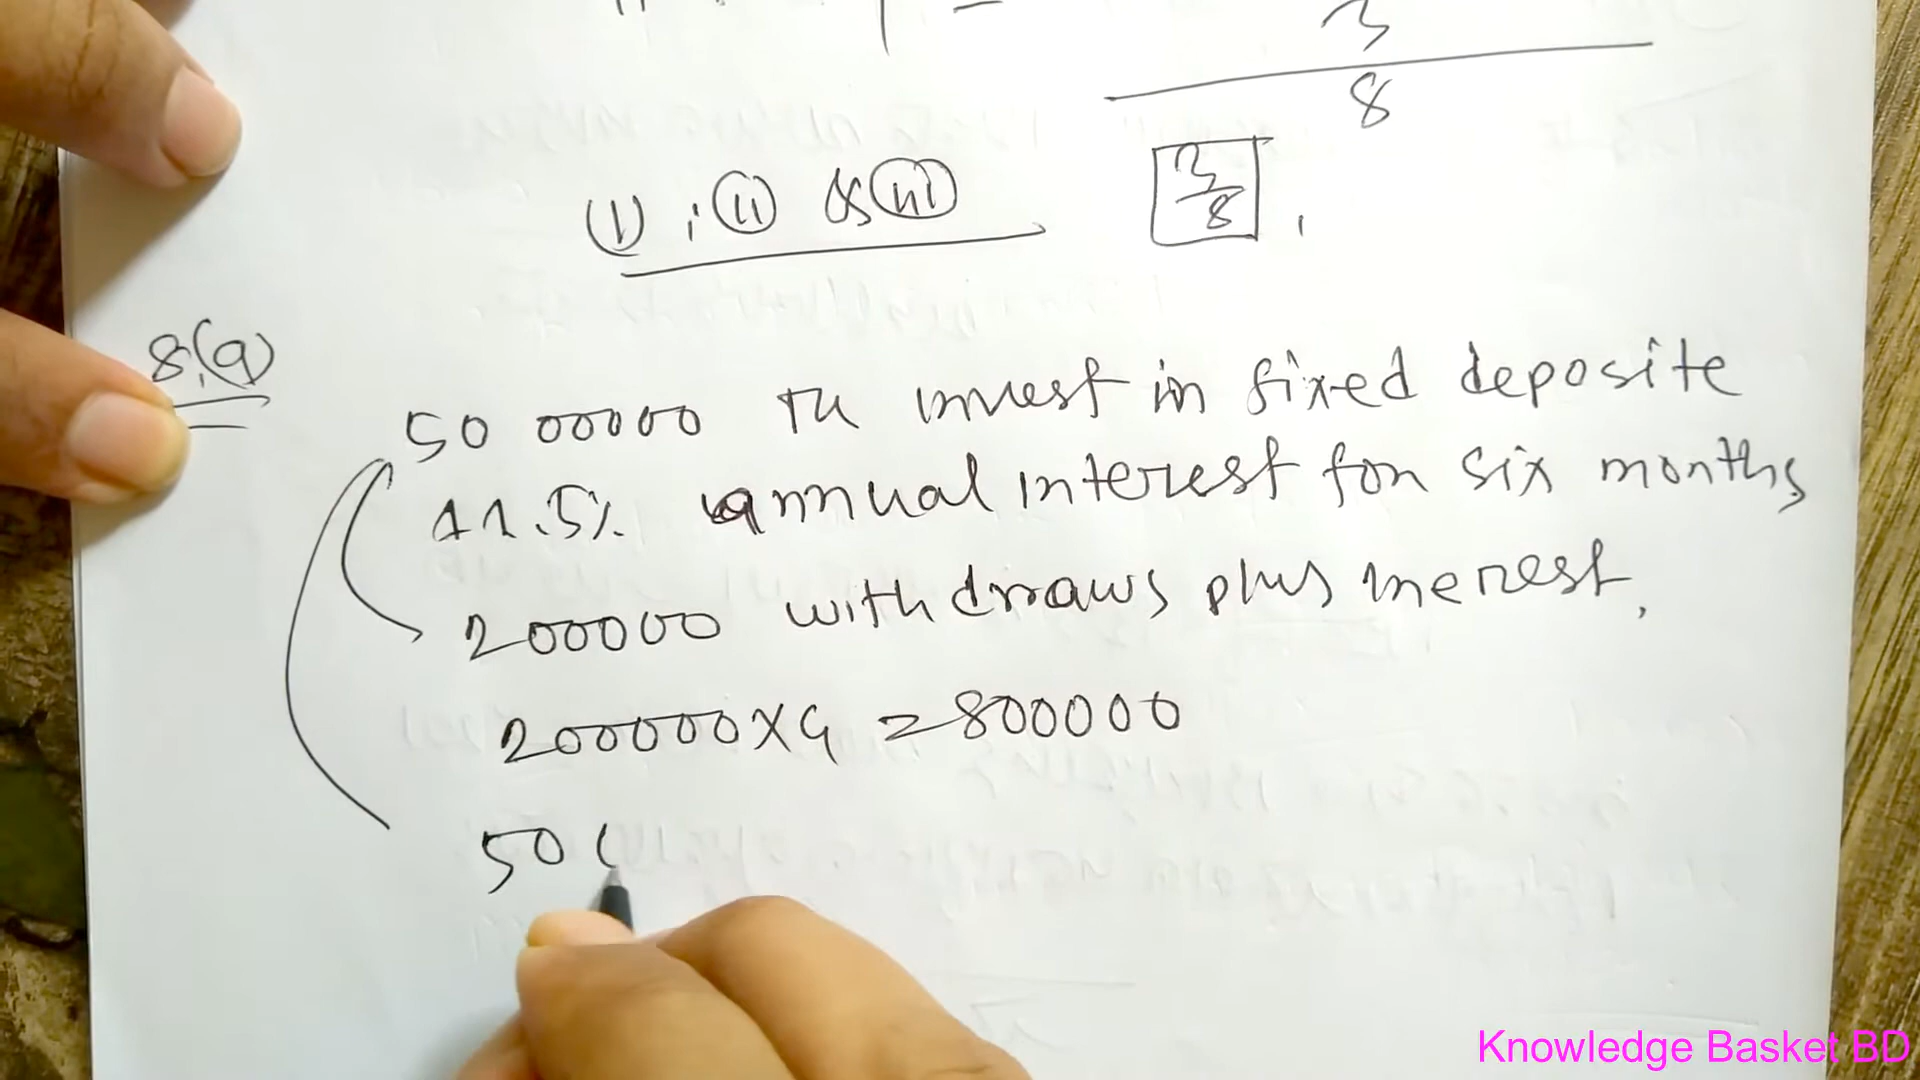 3
8
(i) , (ii) & (iii)
3/8 ,
8.(a)
50 00000 TK invest in fixed deposite
11.5% annual interest for six months
200000 withdraws plus inerest,
200000 X 4 = 800000
50 0
Knowledge Basket BD